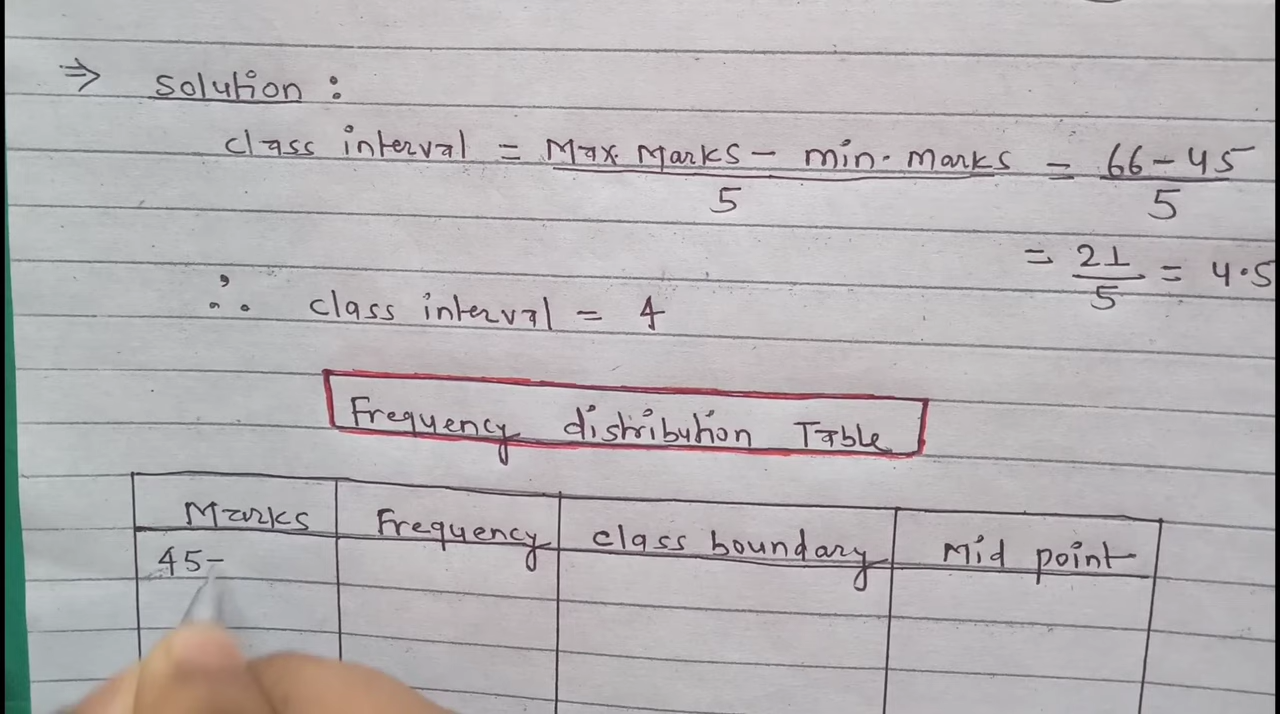 ⇒ Solution :
class interval = Max. Marks - min. marks / 5 = 66-45 / 5
= 21 / 5 = 4.5
∴ class interval = 4
Frequency distribution Table
Marks Frequency class boundary Mid point
45-